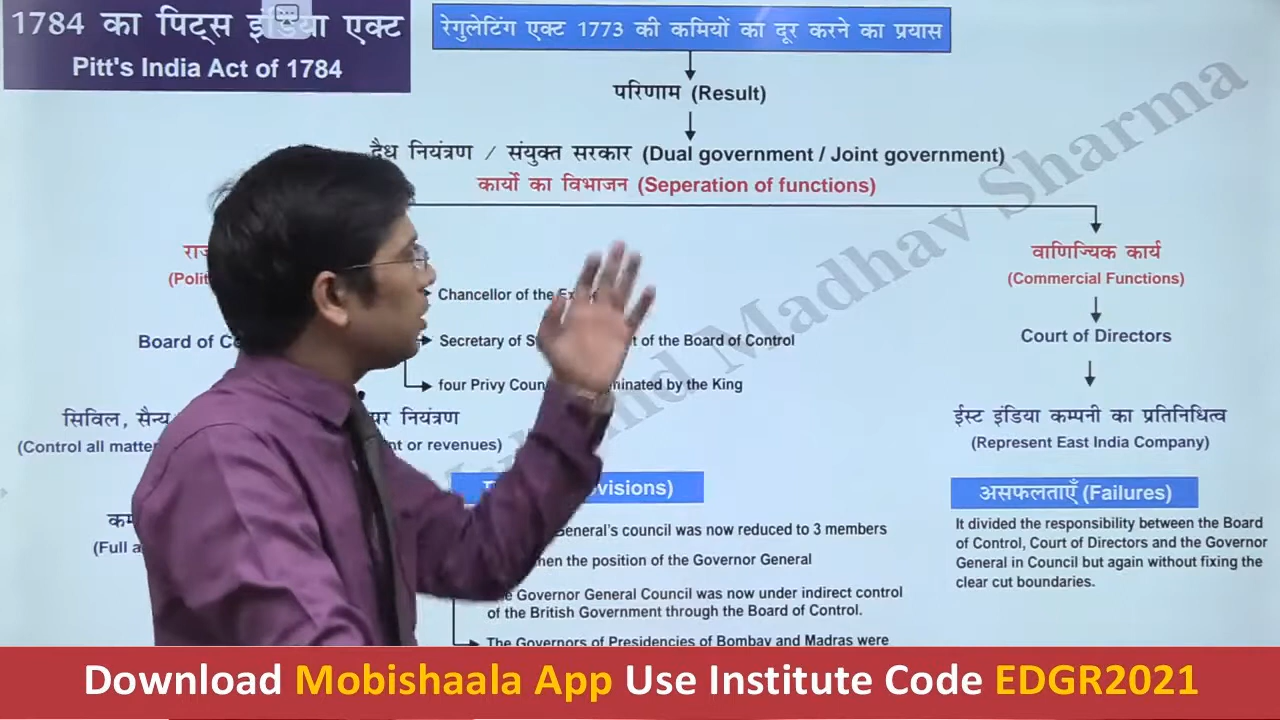 1784 का पिट्स इंडिया एक्ट
Pitt's India Act of 1784
रेगुलेटिंग एक्ट 1773 की कमियों का दूर करने का प्रयास
परिणाम (Result)
द्वैध नियंत्रण / संयुक्त सरकार (Dual government / Joint government)
कार्यो का विभाजन (Seperation of functions)
वाणिज्यिक कार्य
(Commercial Functions)
Chancellor of the
Court of Directors
Board of
Secretary of of the Board of Control
four Privy by the King
सिविल, सैन्य नियंत्रण
(Control all or revenues)
ईस्ट इंडिया कम्पनी का प्रतिनिधित्व
(Represent East India Company)
असफलताएँ (Failures)
(Full
council was now reduced to 3 members
the position of the Governor General
Governor General Council was now under indirect control
of the British Government through the Board of Control.
The Governors of Presidencies of Bombay and Madras were
It divided the responsibility between the Board
of Control, Court of Directors and the Governor
General in Council but again without fixing the
clear cut boundaries.
Madhav Sharma
Download Mobishaala App Use Institute Code EDGR2021